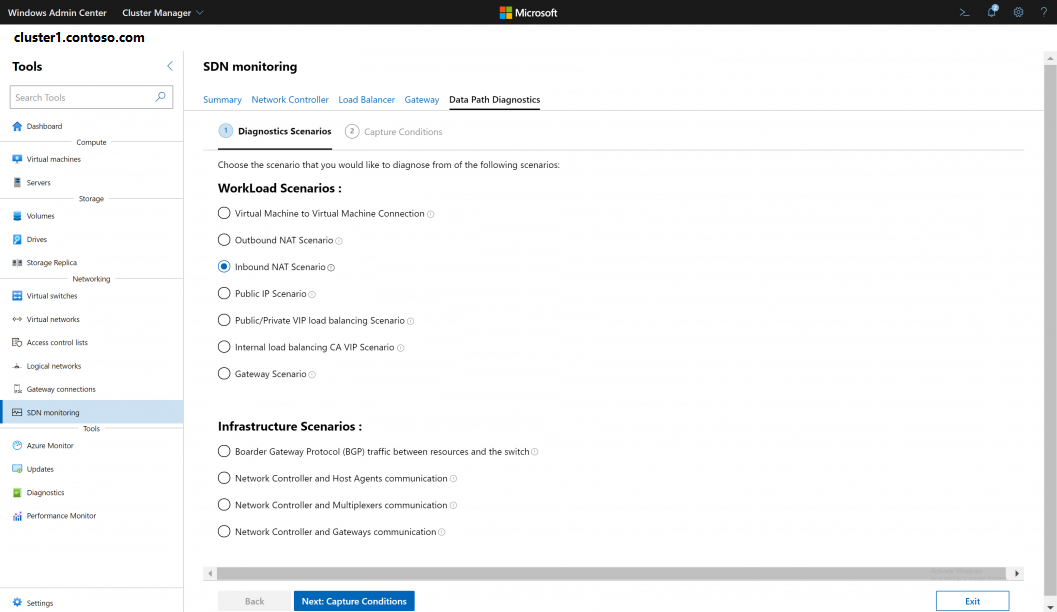 Windows Admin Center Cluster Manager Microsoft
cluster1.contoso.com
Tools
Search Tools
Dashboard
Compute
Virtual machines
Servers
Storage
Volumes
Drives
Storage Replica
Networking
Virtual switches
Virtual networks
Access control lists
Logical networks
Gateway connections
SDN monitoring
Tools
Azure Monitor
Updates
Diagnostics
Performance Monitor
Settings
SDN monitoring
Summary Network Controller Load Balancer Gateway Data Path Diagnostics
1 Diagnostics Scenarios 2 Capture Conditions
Choose the scenario that you would like to diagnose from of the following scenarios:
WorkLoad Scenarios :
Virtual Machine to Virtual Machine Connection
Outbound NAT Scenario
Inbound NAT Scenario
Public IP Scenario
Public/Private VIP load balancing Scenario
Internal load balancing CA VIP Scenario
Gateway Scenario
Infrastructure Scenarios :
Boarder Gateway Protocol (BGP) traffic between resources and the switch
Network Controller and Host Agents communication
Network Controller and Multiplexers communication
Network Controller and Gateways communication
Back Next: Capture Conditions Exit